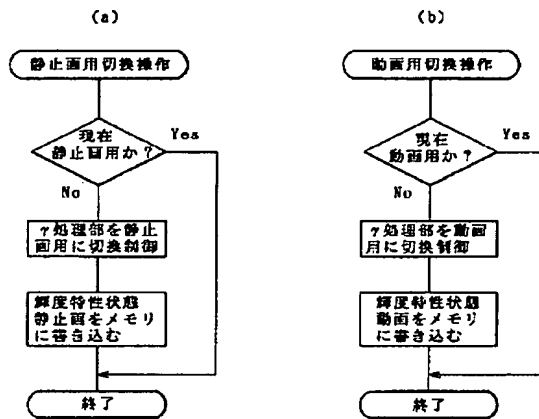 (a)
静止画用切換操作
現在
静止画用か?
Yes
No
γ処理部を静止
画用に切換制御
輝度特性状態
静止画をメモリ
に書き込む
終了
(b)
動画用切換操作
現在
動画用か?
Yes
No
γ処理部を動画
用に切換制御
輝度特性状態
動画をメモリ
に書き込む
終了